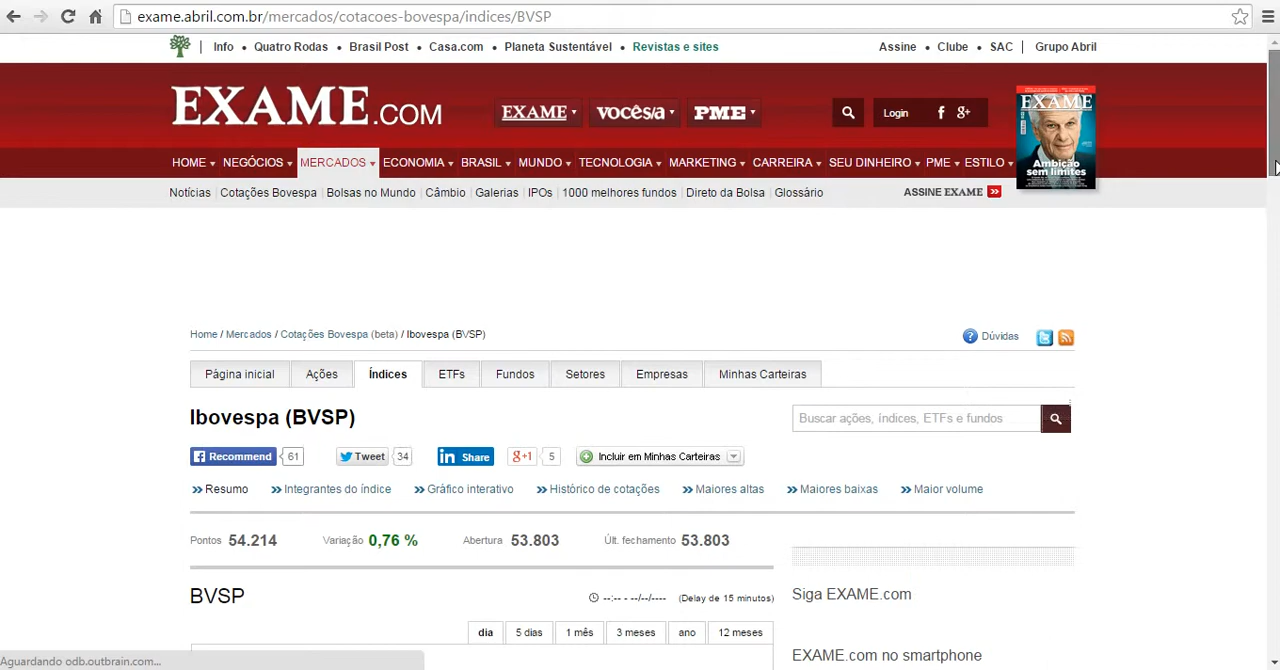 exame.abril.com.br/mercados/cotacoes-bovespa/indices/BVSP
Info • Quatro Rodas • Brasil Post • Casa.com • Planeta Sustentável • Revistas e sites
Assine • Clube • SAC | Grupo Abril
EXAME.COM
EXAME VOCÊS/A PME
Login f g+
EXAME
Ambição
sem limites
HOME NEGÓCIOS MERCADOS ECONOMIA BRASIL MUNDO TECNOLOGIA MARKETING CARREIRA SEU DINHEIRO PME ESTILO
Notícias Cotações Bovespa Bolsas no Mundo Câmbio Galerias IPOs 1000 melhores fundos Direto da Bolsa Glossário
ASSINE EXAME
Home / Mercados / Cotações Bovespa (beta) / Ibovespa (BVSP)
? Dúvidas
Página inicial Ações Índices ETFs Fundos Setores Empresas Minhas Carteiras
Ibovespa (BVSP)
Buscar ações, índices, ETFs e fundos
Recommend 61 Tweet 34 in Share g+1 5 Incluir em Minhas Carteiras
Resumo Integrantes do índice Gráfico interativo Histórico de cotações Maiores altas Maiores baixas Maior volume
Pontos 54.214 Variação 0,76 % Abertura 53.803 Últ. fechamento 53.803
BVSP
--:-- - --/--/---- (Delay de 15 minutos)
Siga EXAME.com
dia 5 dias 1 mês 3 meses ano 12 meses
EXAME.com no smartphone
Aguardando odb.outbrain.com...